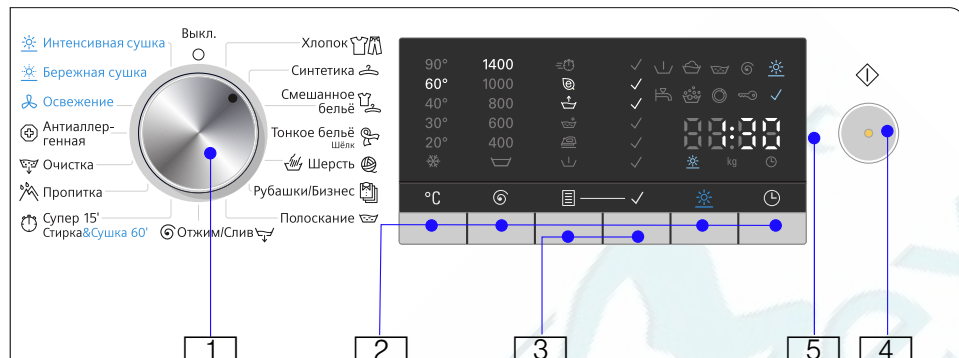 Выкл.
Интенсивная сушка
Бережная сушка
Освежение
Антиаллер-
генная
Очистка
Пропитка
Супер 15'
Стирка&Сушка 60'
Отжим/Слив
Хлопок
Синтетика
Смешанное
бельё
Тонкое бельё
Шёлк
Шерсть
Рубашки/Бизнес
Полоскание
90° 1400
60° 1000
40° 800
30° 600
20° 400
1:30
kg
°C
1 2 3 5 4